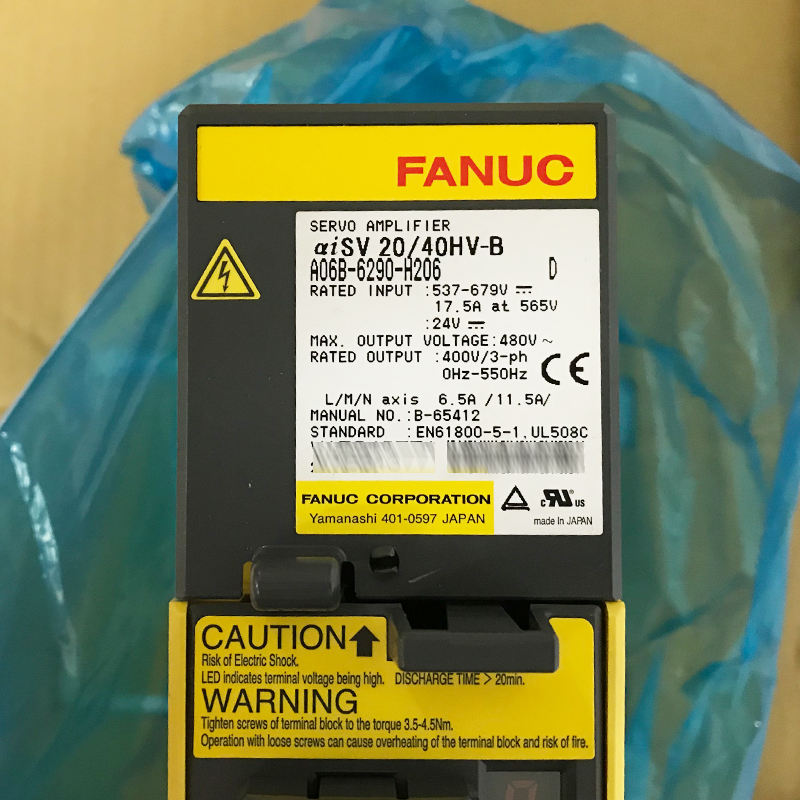 FANUC
SERVO AMPLIFIER
αiSV 20/40HV-B
A06B-6290-H206 D
RATED INPUT :537-679V ⎓
17.5A at 565V
:24V ⎓
MAX. OUTPUT VOLTAGE:480V ~
RATED OUTPUT :400V/3-ph
0Hz-550Hz
CE
L/M/N axis 6.5A /11.5A/
MANUAL NO.:B-65412
STANDARD :EN61800-5-1,UL508C
FANUC CORPORATION
Yamanashi 401-0597 JAPAN
c RU us
made in JAPAN
CAUTION
Risk of Electric Shock.
LED indicates terminal voltage being high. DISCHARGE TIME > 20min.
WARNING
Tighten screws of terminal block to the torque 3.5-4.5Nm.
Operation with loose screws can cause overheating of the terminal block and risk of fire.